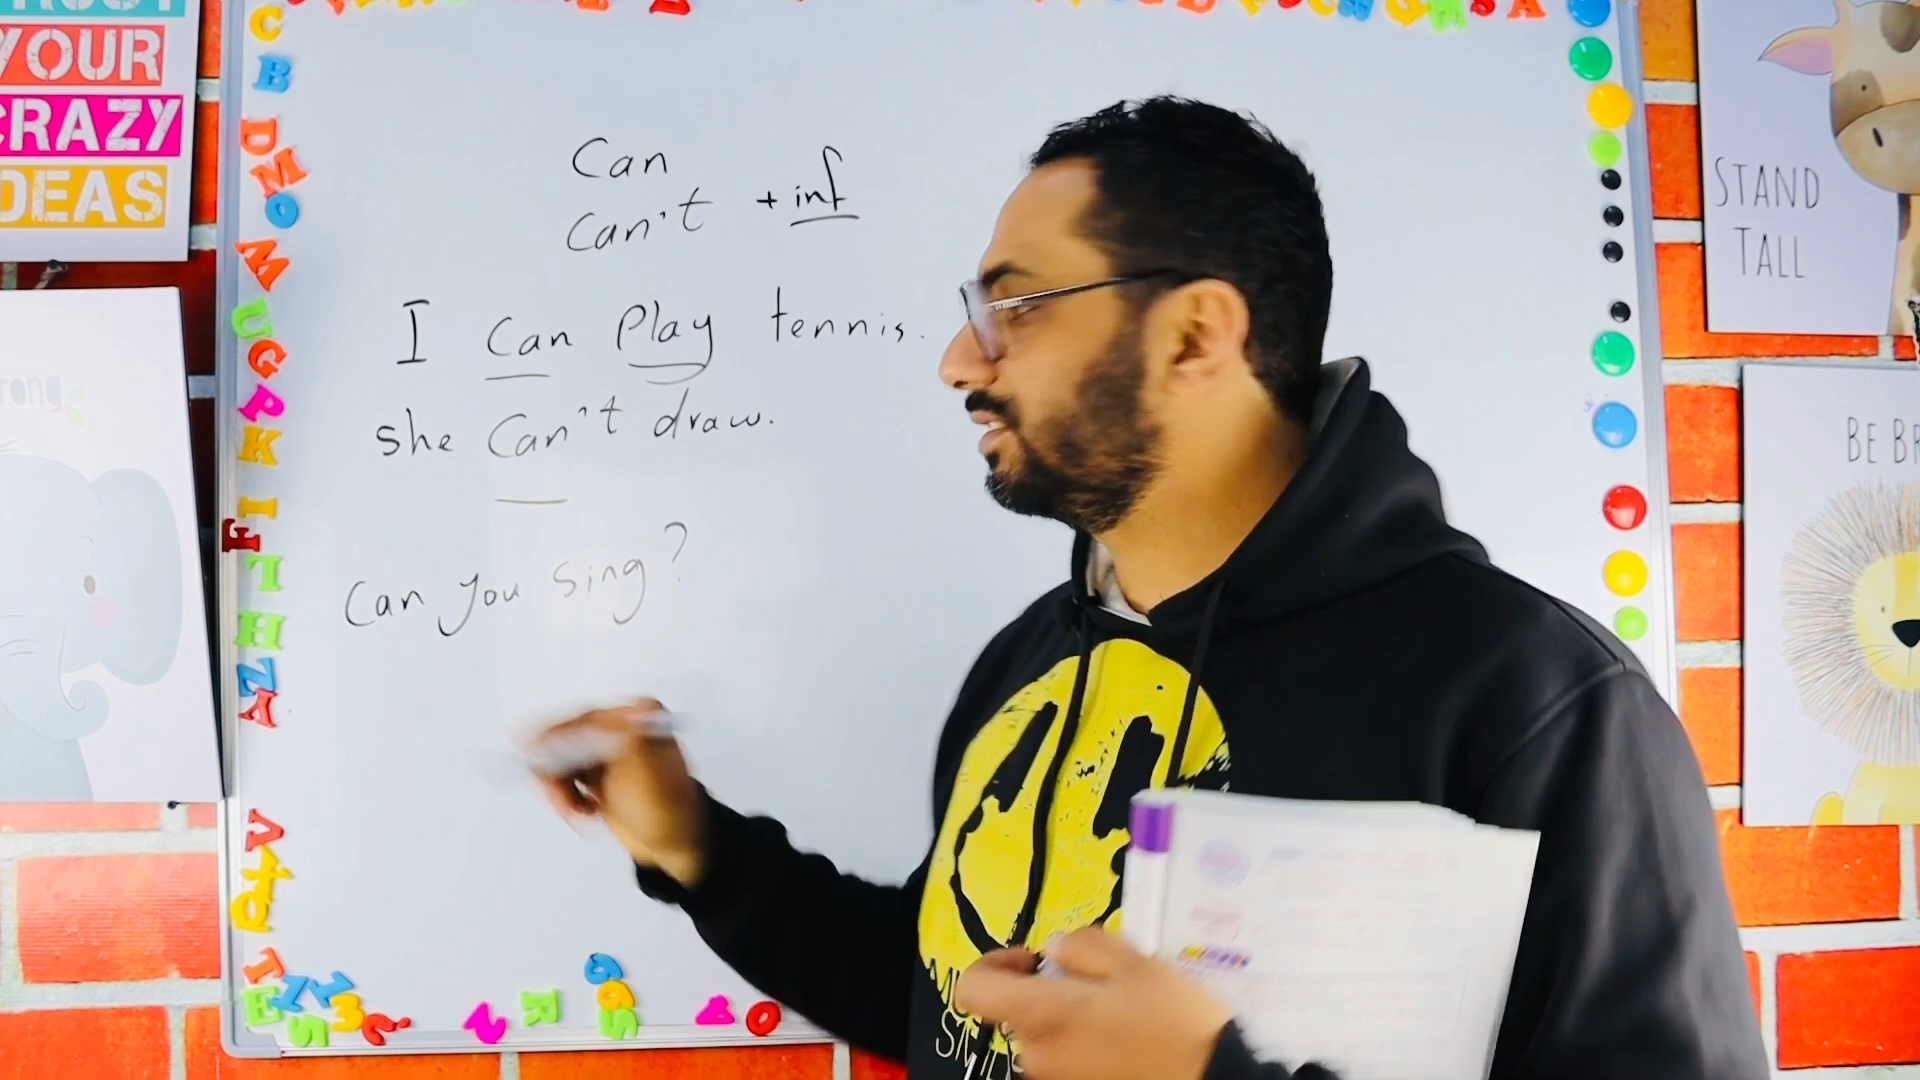 YOUR
CRAZY
IDEAS
Can
Can't + inf
I can play tennis.
she can't draw.
Can you sing?
STAND
TALL
BE